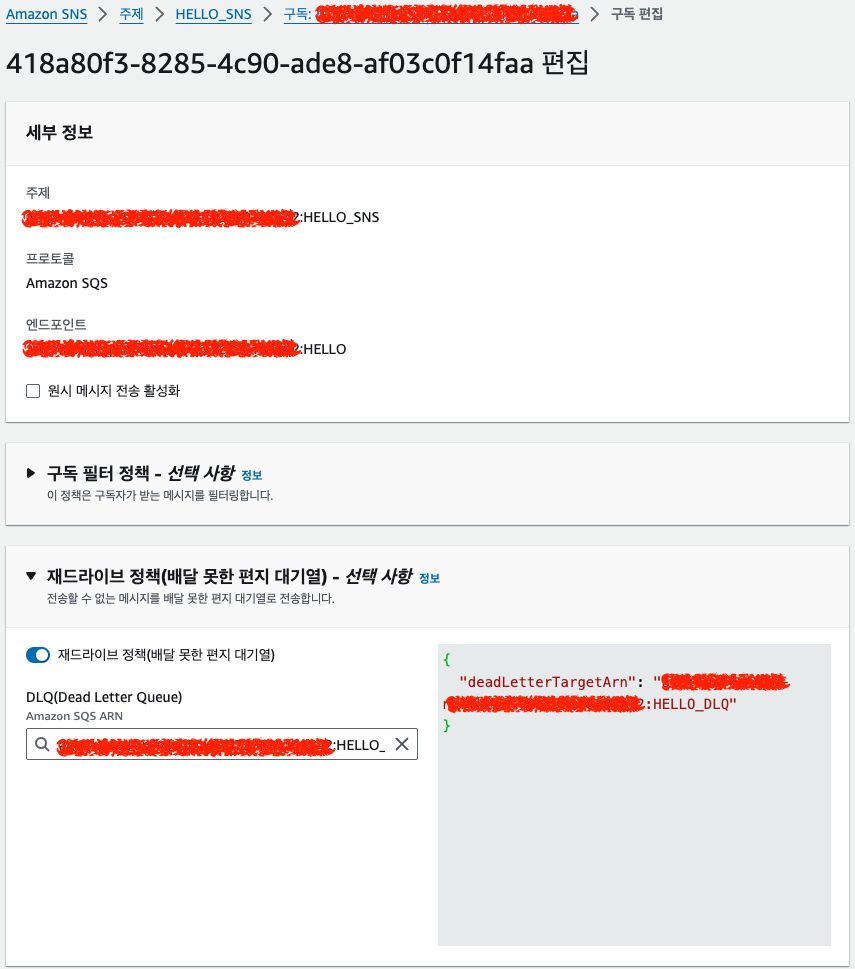 Amazon SNS > 주제 > HELLO_SNS > 구독: > 구독 편집
418a80f3-8285-4c90-ade8-af03c0f14faa 편집
세부 정보
주제
2:HELLO_SNS
프로토콜
Amazon SQS
엔드포인트
2:HELLO
원시 메시지 전송 활성화
구독 필터 정책 - 선택 사항 정보
이 정책은 구독자가 받는 메시지를 필터링합니다.
재드라이브 정책(배달 못한 편지 대기열) - 선택 사항 정보
전송할 수 없는 메시지를 배달 못한 편지 대기열로 전송합니다.
재드라이브 정책(배달 못한 편지 대기열)
DLQ(Dead Letter Queue)
Amazon SQS ARN
2:HELLO_
{
"deadLetterTargetArn": "
2:HELLO_DLQ"
}